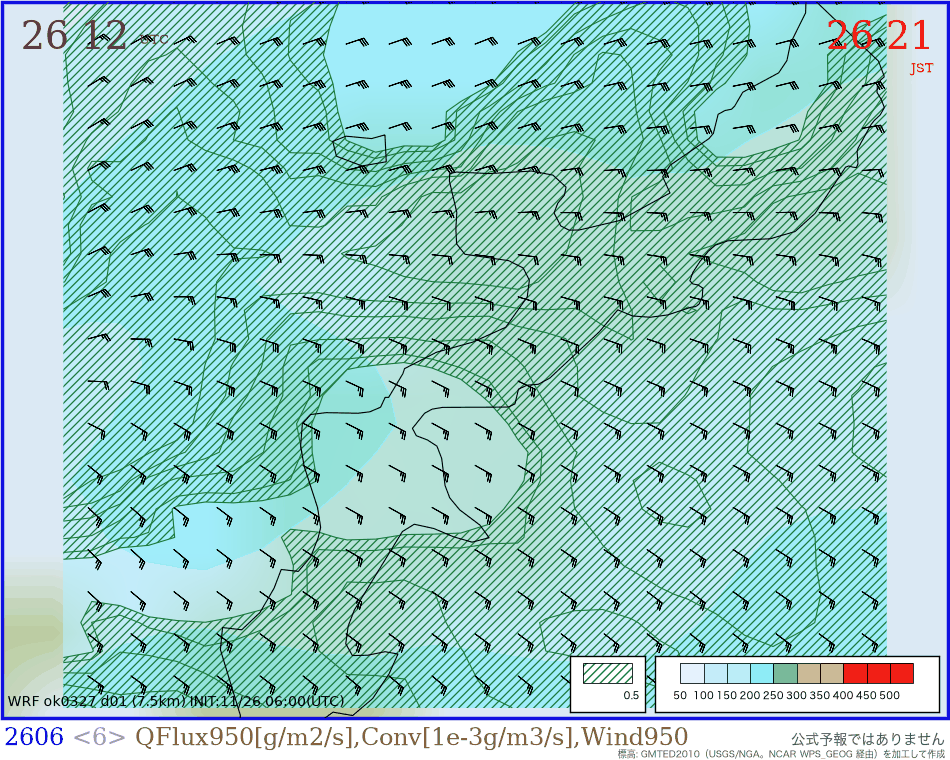 26 12 UTC
26 21
JST
0.5
50 100 150 200 250 300 350 400 450 500
WRF ok0327 d01 (7.5km) INIT:11/26 06:00(UTC)
2606 <6> QFlux950[g/m2/s],Conv[1e-3g/m3/s],Wind950
公式予報ではありません
標高: GMTED2010（USGS/NGA。NCAR WPS_GEOG 経由）を加工して作成